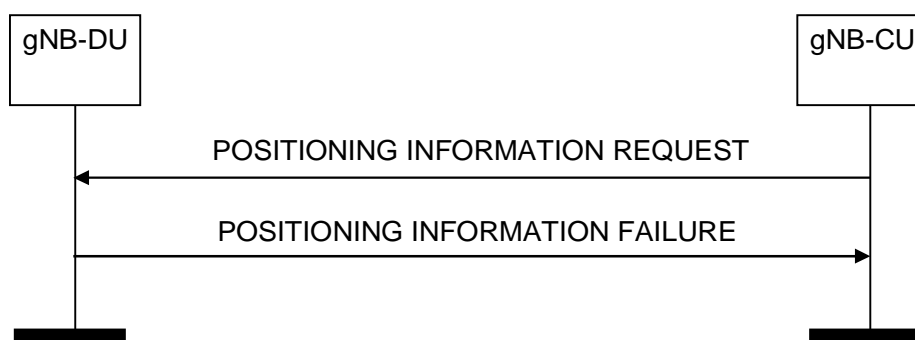 gNB-DU
gNB-CU
POSITIONING INFORMATION REQUEST
POSITIONING INFORMATION FAILURE